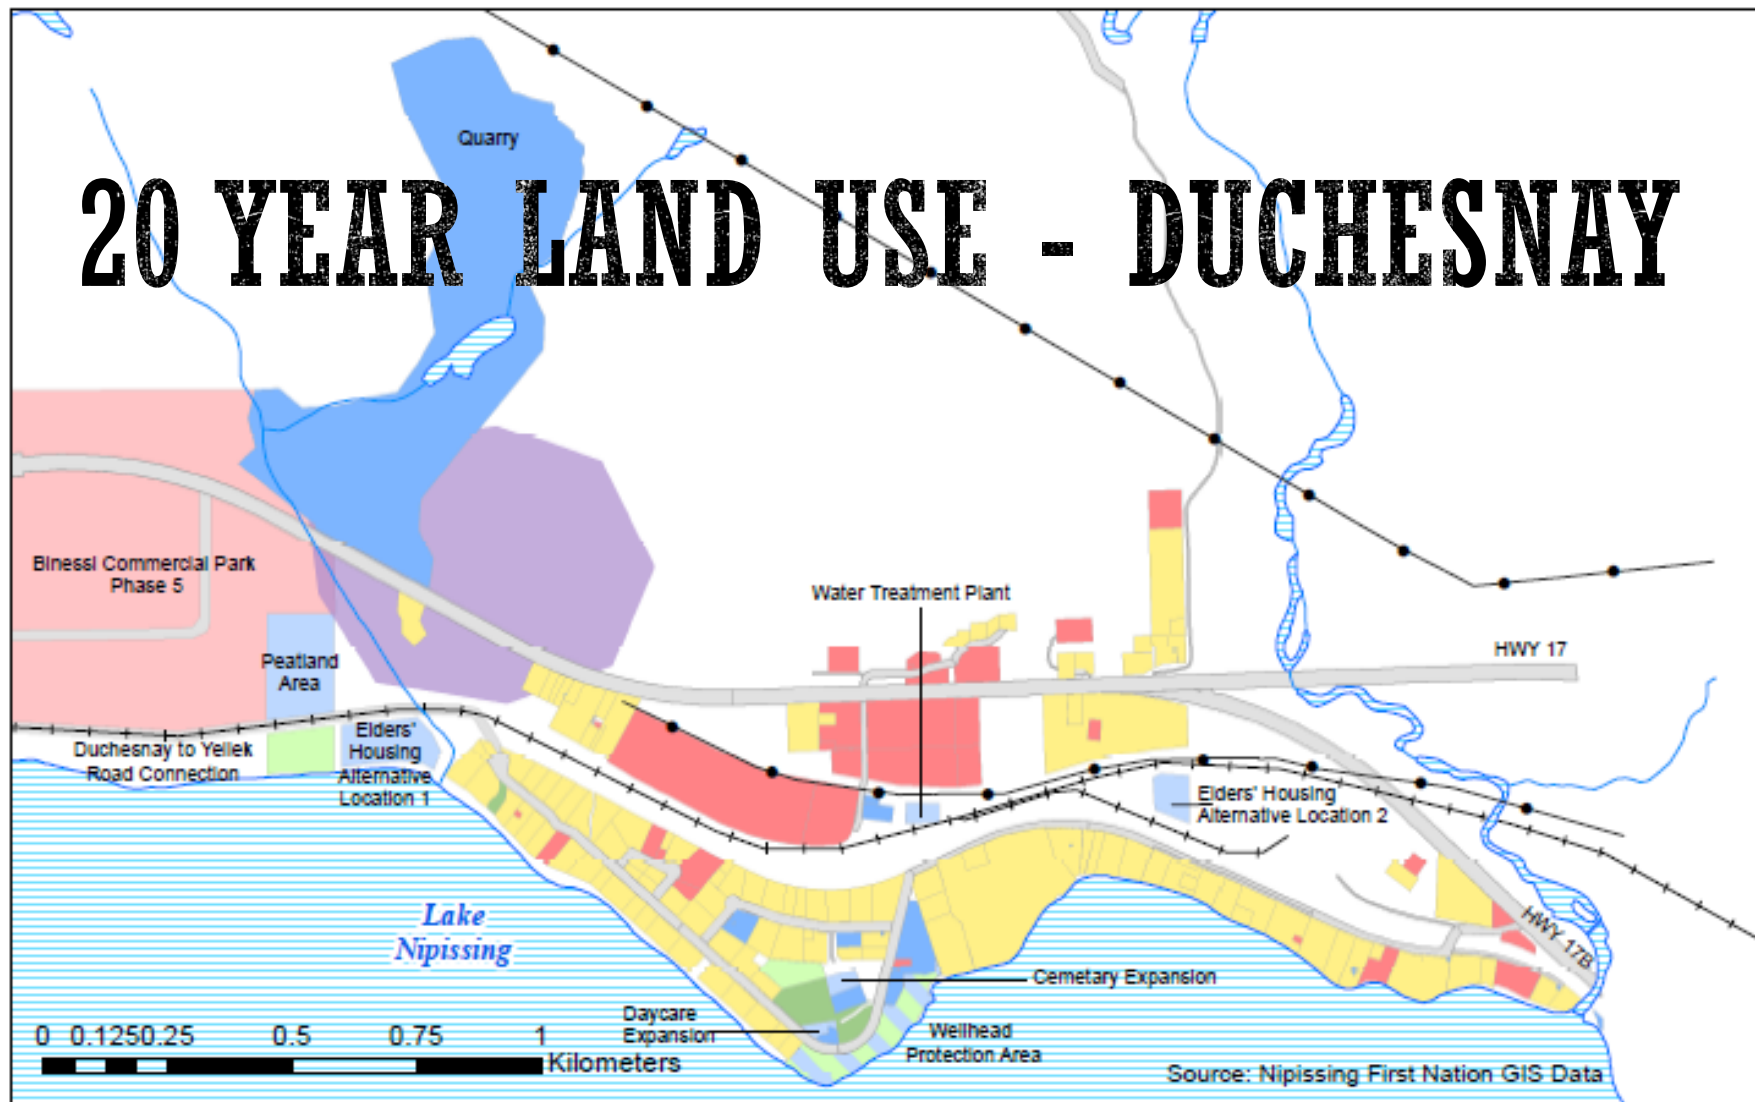 Quarry
20 YEAR LAND USE - DUCHESNAY
Binessi Commercial Park
Phase 5
Water Treatment Plant
HWY 17
Peatland
Area
Elders'
Housing
Alternative
Location 1
Duchesnay to Yellek
Road Connection
Elders' Housing
Alternative Location 2
Lake
Nipissing
HWY 17B
Cemetary Expansion
Daycare
Expansion
Wellhead
Protection Area
0 0.125 0.25 0.5 0.75 1
Kilometers
Source: Nipissing First Nation GIS Data